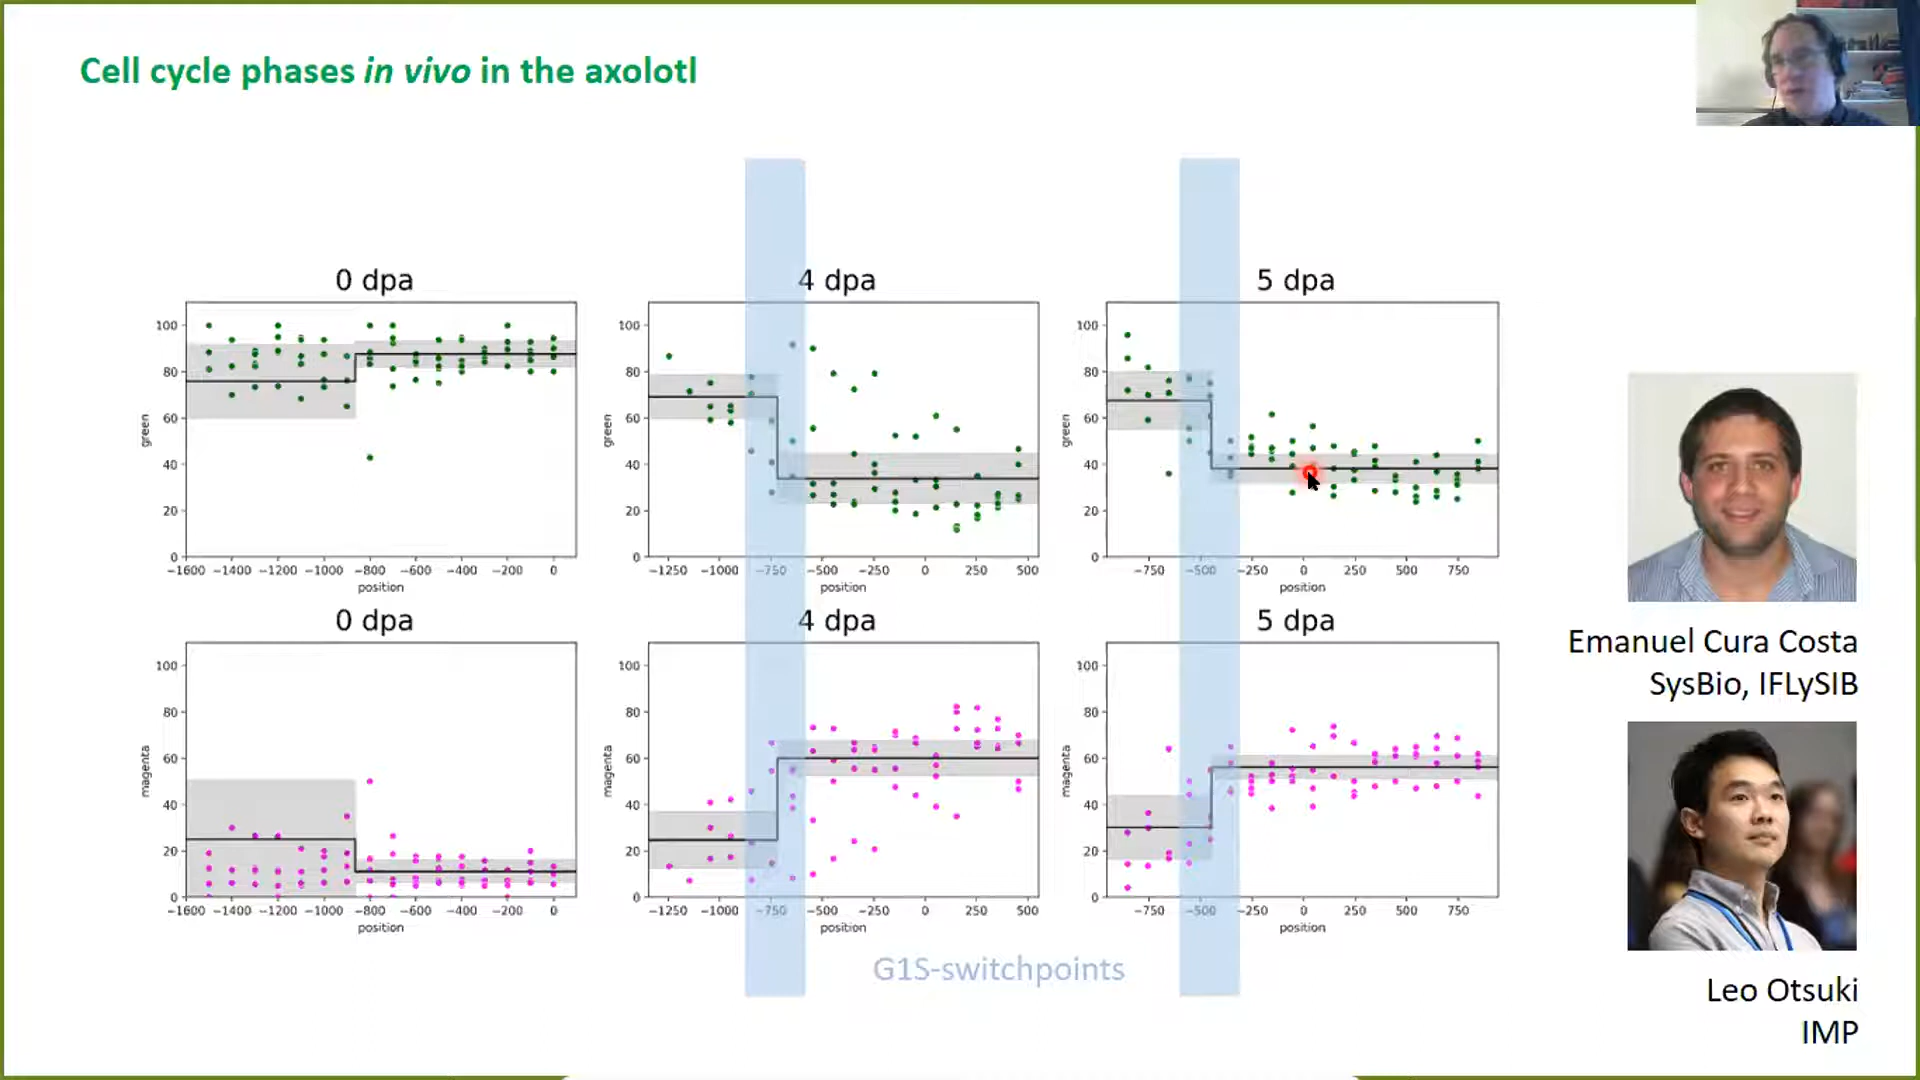 Cell cycle phases in vivo in the axolotl
0 dpa
4 dpa
5 dpa
green
100
80
60
40
20
0
−1600 −1400 −1200 −1000 −800 −600 −400 −200 0
position
green
100
80
60
40
20
0
−1250 −1000 −750 −500 −250 0 250 500
position
green
100
80
60
40
20
0
−750 −500 −250 0 250 500 750
position
0 dpa
4 dpa
5 dpa
magenta
100
80
60
40
20
0
−1600 −1400 −1200 −1000 −800 −600 −400 −200 0
position
magenta
100
80
60
40
20
0
−1250 −1000 −750 −500 −250 0 250 500
position
magenta
100
80
60
40
20
0
−750 −500 −250 0 250 500 750
position
G1S-switchpoints
Emanuel Cura Costa
SysBio, IFLySIB
Leo Otsuki
IMP